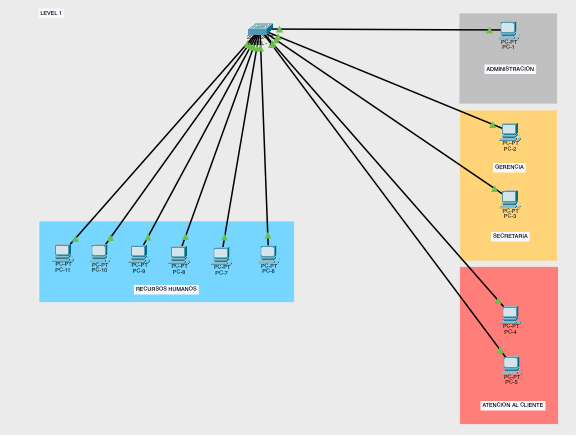 LEVEL 1
PC-PT
PC-1
ADMINISTRACIÓN
PC-PT
PC-2
GERENCIA
PC-PT
PC-3
SECRETARIA
PC-PT
PC-11
PC-PT
PC-10
PC-PT
PC-9
PC-PT
PC-8
PC-PT
PC-7
PC-PT
PC-6
RECURSOS HUMANOS
PC-PT
PC-4
PC-PT
PC-5
ATENCIÓN AL CLIENTE